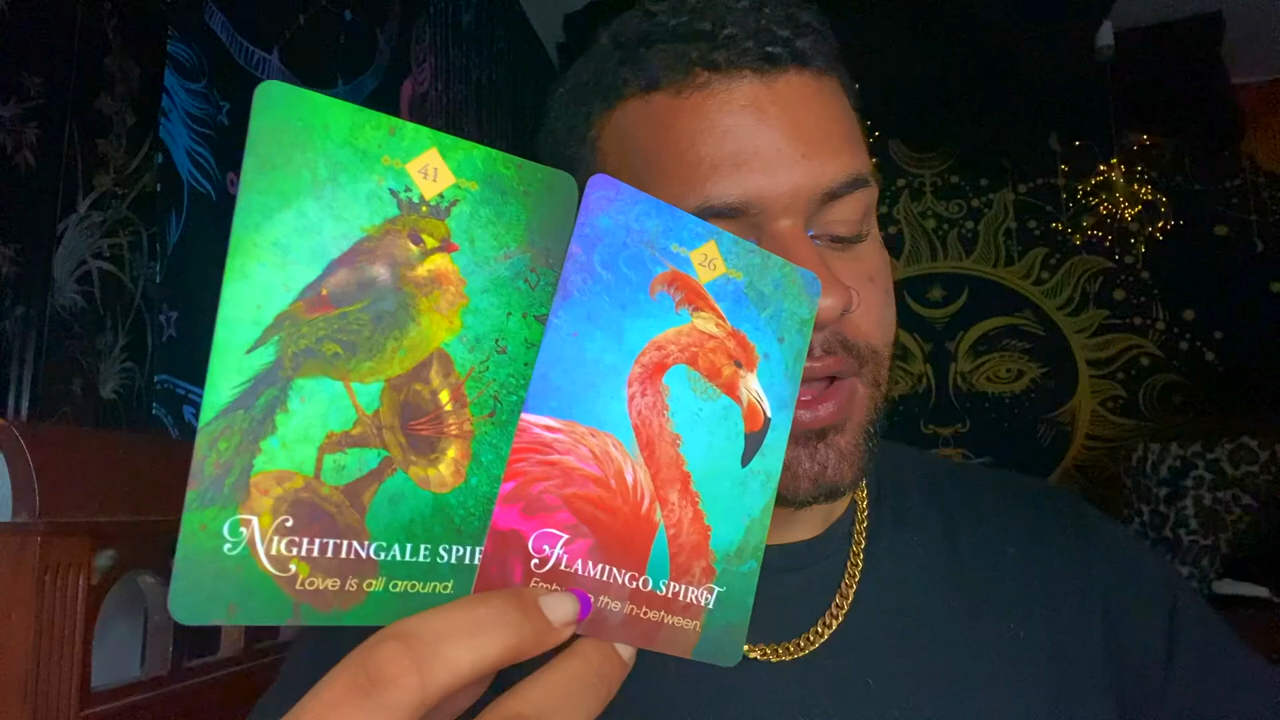 41
NIGHTINGALE SPIR
Love is all around.
26
FLAMINGO SPIRIT
the in-between.